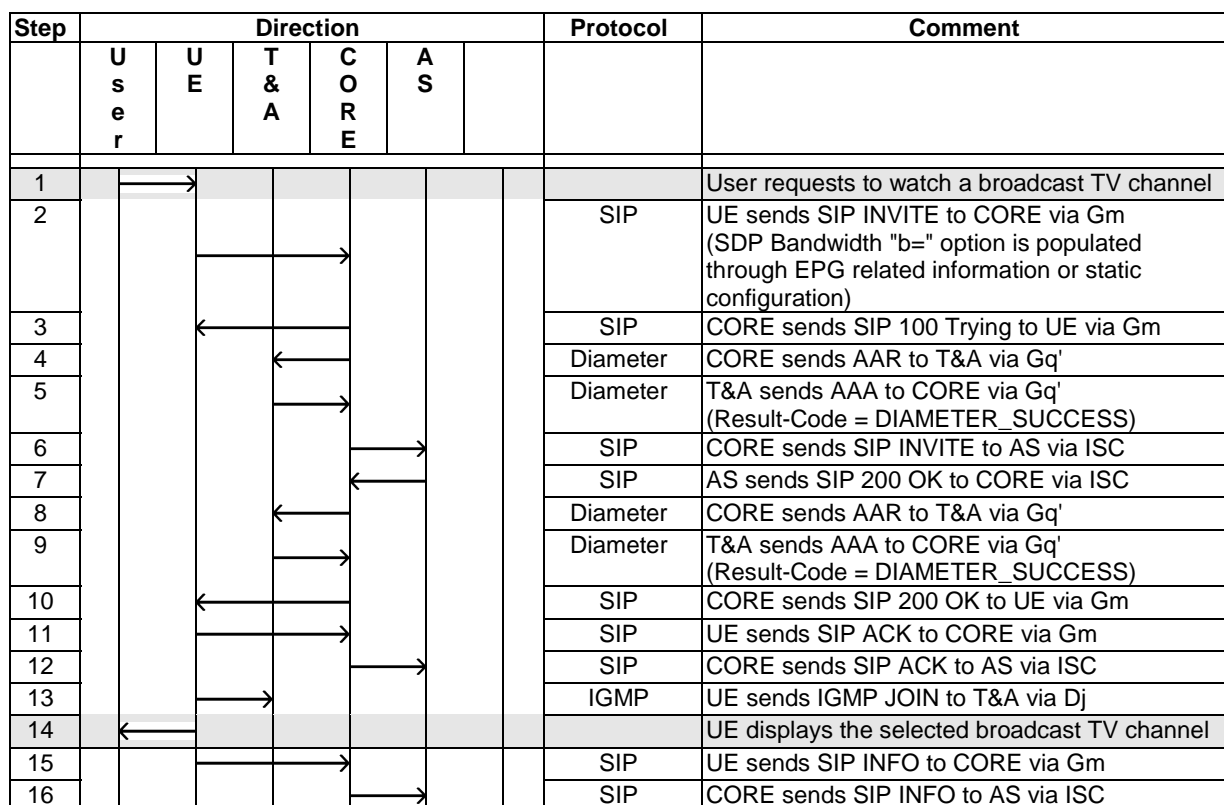 Step Direction Protocol Comment
User UE T&A CORE AS
1 User requests to watch a broadcast TV channel
2 SIP UE sends SIP INVITE to CORE via Gm
(SDP Bandwidth "b=" option is populated
through EPG related information or static
configuration)
3 SIP CORE sends SIP 100 Trying to UE via Gm
4 Diameter CORE sends AAR to T&A via Gq'
5 Diameter T&A sends AAA to CORE via Gq'
(Result-Code = DIAMETER_SUCCESS)
6 SIP CORE sends SIP INVITE to AS via ISC
7 SIP AS sends SIP 200 OK to CORE via ISC
8 Diameter CORE sends AAR to T&A via Gq'
9 Diameter T&A sends AAA to CORE via Gq'
(Result-Code = DIAMETER_SUCCESS)
10 SIP CORE sends SIP 200 OK to UE via Gm
11 SIP UE sends SIP ACK to CORE via Gm
12 SIP CORE sends SIP ACK to AS via ISC
13 IGMP UE sends IGMP JOIN to T&A via Dj
14 UE displays the selected broadcast TV channel
15 SIP UE sends SIP INFO to CORE via Gm
16 SIP CORE sends SIP INFO to AS via ISC